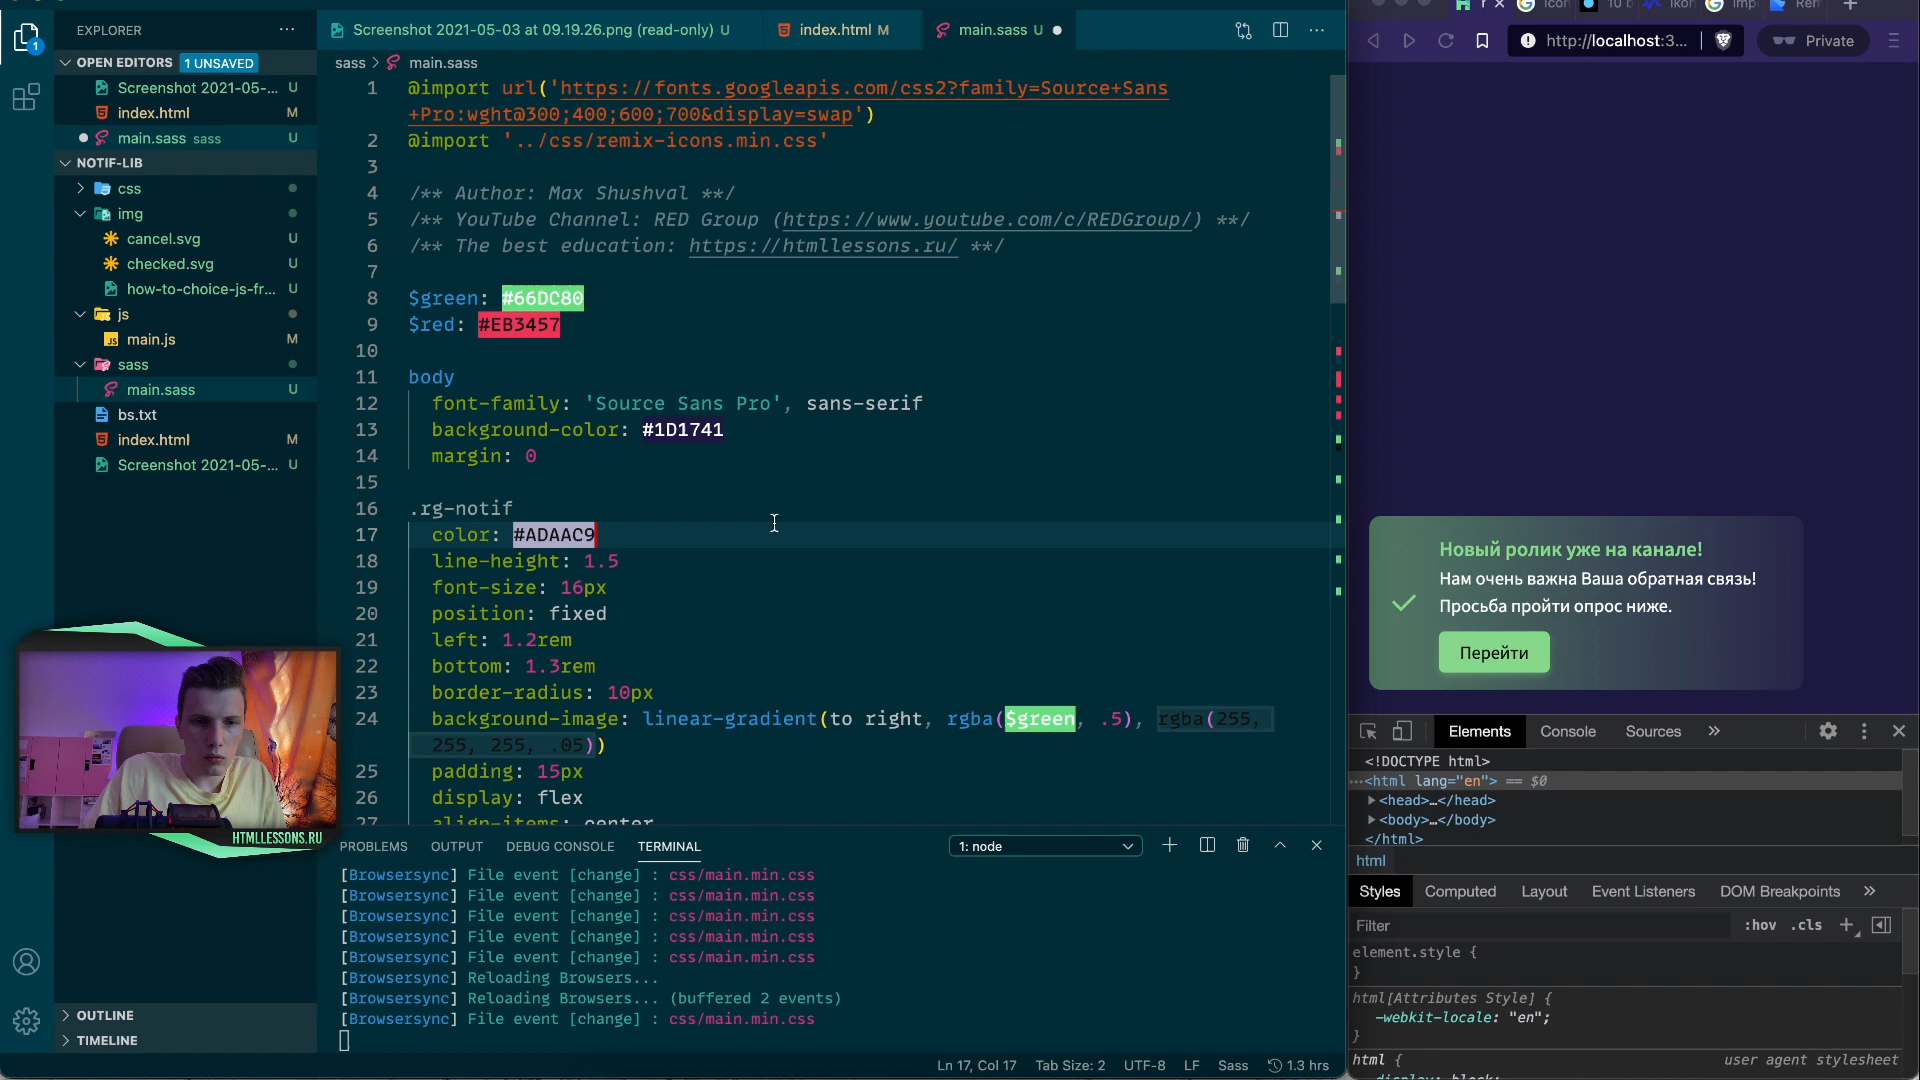 EXPLORER
OPEN EDITORS 1 UNSAVED
Screenshot 2021-05-... U
index.html M
main.sass sass U
NOTIF-LIB
css
img
cancel.svg U
checked.svg U
how-to-choice-js-fr... U
js
main.js M
sass
main.sass U
bs.txt
index.html M
Screenshot 2021-05-... U
OUTLINE
TIMELINE
1
HTMLLESSONS.RU
Screenshot 2021-05-03 at 09.19.26.png (read-only) U
index.html M
main.sass U
sass > main.sass
1 @import url('https://fonts.googleapis.com/css2?family=Source+Sans
+Pro:wght@300;400;600;700&display=swap')
2 @import '../css/remix-icons.min.css'
3
4 /** Author: Max Shushval **/
5 /** YouTube Channel: RED Group (https://www.youtube.com/c/REDGroup/) **/
6 /** The best education: https://htmllessons.ru/ **/
7
8 $green: #66DC80
9 $red: #EB3457
10
11 body
12 font-family: 'Source Sans Pro', sans-serif
13 background-color: #1D1741
14 margin: 0
15
16 .rg-notif
17 color: #ADAAC9
18 line-height: 1.5
19 font-size: 16px
20 position: fixed
21 left: 1.2rem
22 bottom: 1.3rem
23 border-radius: 10px
24 background-image: linear-gradient(to right, rgba($green, .5), rgba(255,
255, 255, .05))
25 padding: 15px
26 display: flex
27 align-items: center
PROBLEMS OUTPUT DEBUG CONSOLE TERMINAL 1: node
[Browsersync] File event [change] : css/main.min.css
[Browsersync] File event [change] : css/main.min.css
[Browsersync] File event [change] : css/main.min.css
[Browsersync] File event [change] : css/main.min.css
[Browsersync] File event [change] : css/main.min.css
[Browsersync] Reloading Browsers...
[Browsersync] Reloading Browsers... (buffered 2 events)
[Browsersync] File event [change] : css/main.min.css
Ln 17, Col 17 Tab Size: 2 UTF-8 LF Sass 1.3 hrs
http://localhost:3... Private
Новый ролик уже на канале!
Нам очень важна Ваша обратная связь!
Просьба пройти опрос ниже.
Перейти
Elements Console Sources »
<!DOCTYPE html>
…<html lang="en"> == $0
<head>…</head>
<body>…</body>
</html>
html
Styles Computed Layout Event Listeners DOM Breakpoints »
Filter :hov .cls
element.style {
}
html[Attributes Style] {
-webkit-locale: "en";
}
html { user agent stylesheet
display: block;